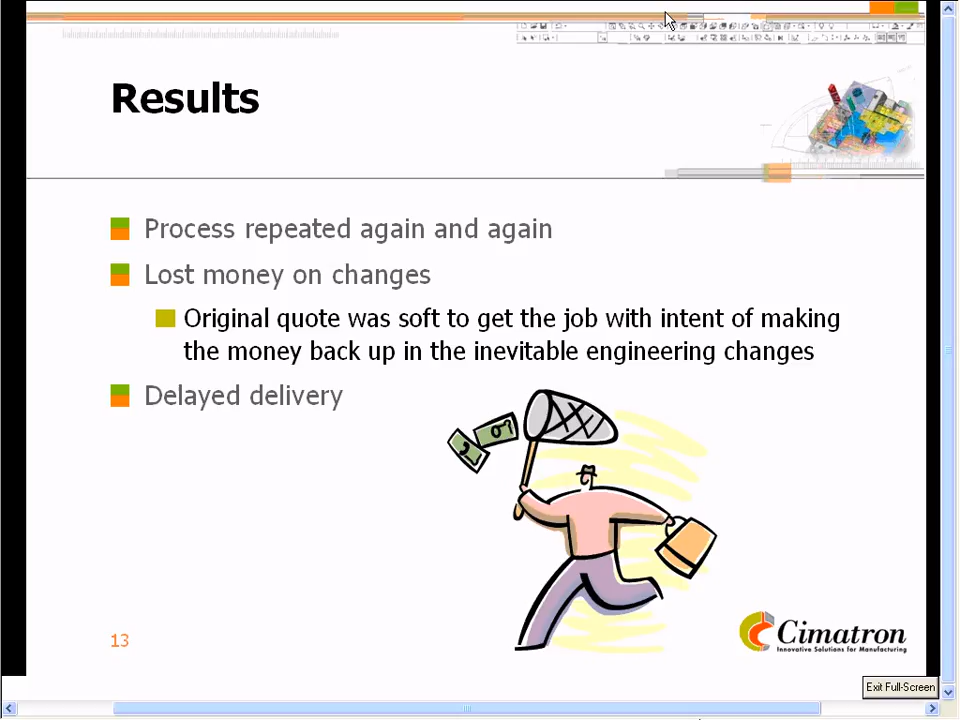 Results
Process repeated again and again
Lost money on changes
Original quote was soft to get the job with intent of making
the money back up in the inevitable engineering changes
Delayed delivery
13
Cimatron
Innovative Solutions for Manufacturing
Exit Full-Screen